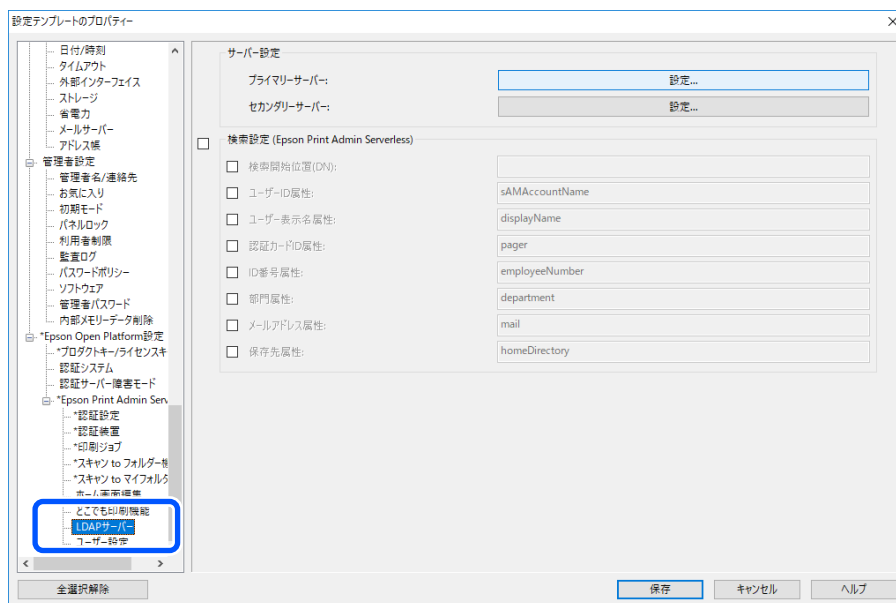 設定テンプレートのプロパティー
日付/時刻
タイムアウト
外部インターフェイス
ストレージ
省電力
メールサーバー
アドレス帳
管理者設定
管理者名/連絡先
お気に入り
初期モード
パネルロック
利用者制限
監査ログ
パスワードポリシー
ソフトウェア
管理者パスワード
内部メモリーデータ削除
*Epson Open Platform設定
*プロダクトキー/ライセンスキ
認証システム
認証サーバー障害モード
*Epson Print Admin Serv
*認証設定
*認証装置
*印刷ジョブ
*スキャン to フォルダー機
*スキャン to マイフォルダ
ホーム画面編集
どこでも印刷機能
LDAPサーバー
ユーザー設定
サーバー設定
プライマリーサーバー: 設定...
セカンダリーサーバー: 設定...
検索設定 (Epson Print Admin Serverless)
検索開始位置(DN):
ユーザーID属性: sAMAccountName
ユーザー表示名属性: displayName
認証カードID属性: pager
ID番号属性: employeeNumber
部門属性: department
メールアドレス属性: mail
保存先属性: homeDirectory
全選択解除 保存 キャンセル ヘルプ